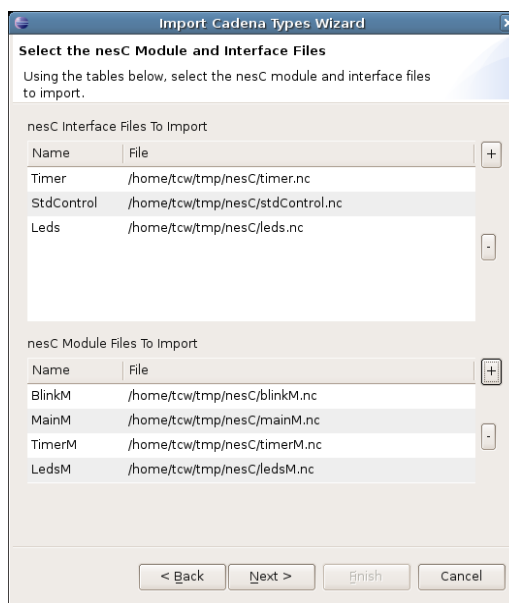 Import Cadena Types Wizard
Select the nesC Module and Interface Files
Using the tables below, select the nesC module and interface files
to import.
nesC Interface Files To Import
Name File +
Timer /home/tcw/tmp/nesC/timer.nc
StdControl /home/tcw/tmp/nesC/stdControl.nc
Leds /home/tcw/tmp/nesC/leds.nc
-
nesC Module Files To Import
Name File +
BlinkM /home/tcw/tmp/nesC/blinkM.nc
MainM /home/tcw/tmp/nesC/mainM.nc
TimerM /home/tcw/tmp/nesC/timerM.nc
-
LedsM /home/tcw/tmp/nesC/ledsM.nc
< Back Next > Finish Cancel